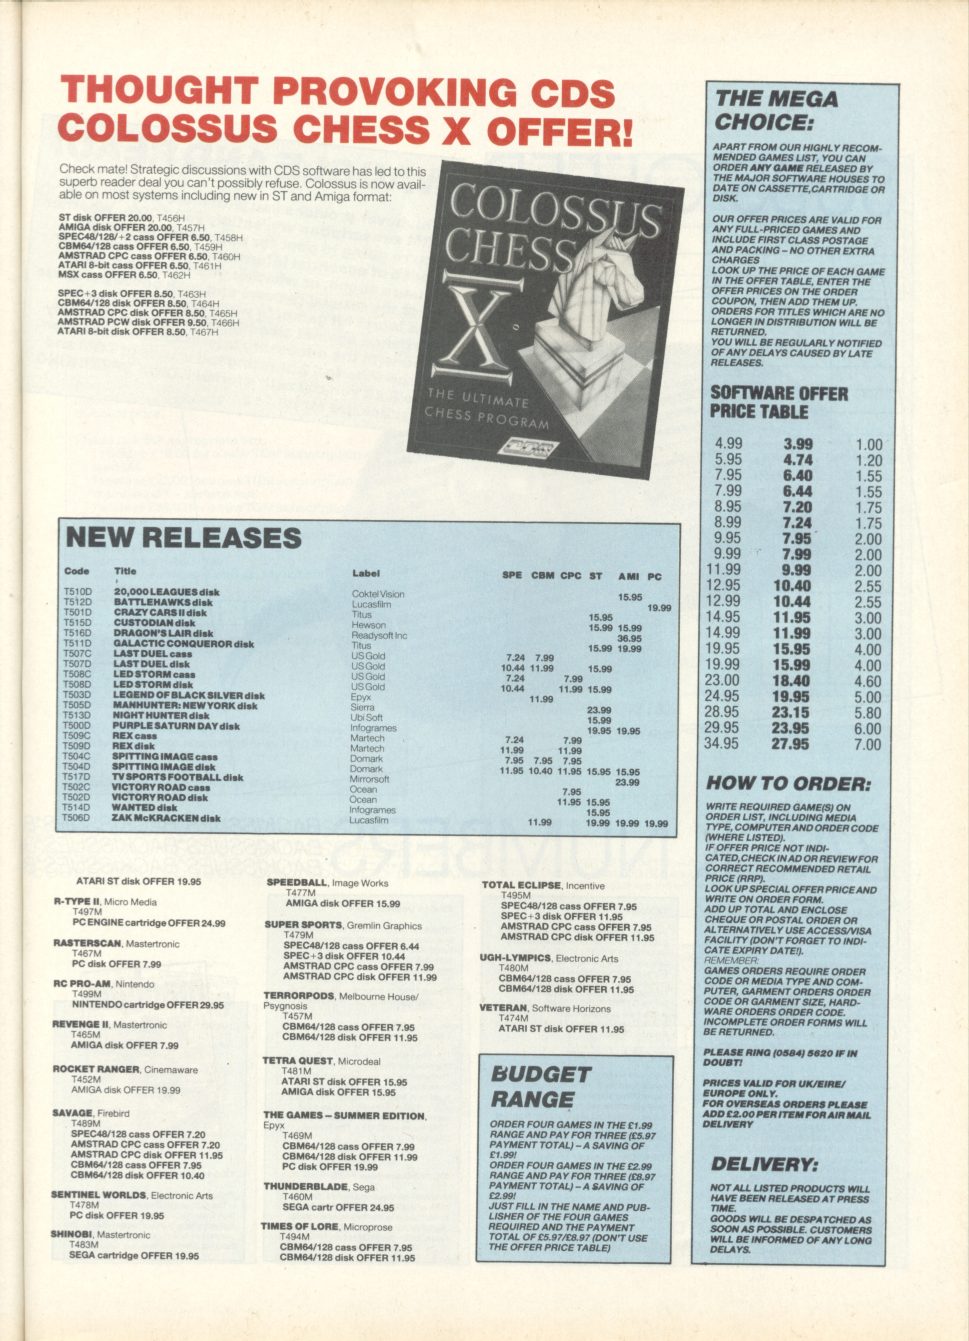 THOUGHT PROVOKING CDS
COLOSSUS CHESS X OFFER!
Check mate! Strategic discussions with CDS software has led to this
superb reader deal you can't possibly refuse. Colossus is now avail-
able on most systems including new in ST and Amiga format:
ST disk OFFER 20.00, T456H
AMIGA disk OFFER 20.00, T457H
SPEC48/128/+2 cass OFFER 6.50, T458H
CBM64/128 cass OFFER 6.50, T459H
AMSTRAD CPC cass OFFER 6.50, T460H
ATARI 8-bit cass OFFER 6.50, T461H
MSX cass OFFER 6.50, T462H
SPEC+3 disk OFFER 8.50, T463H
CBM64/128 disk OFFER 8.50, T464H
AMSTRAD CPC disk OFFER 8.50, T465H
AMSTRAD PCW disk OFFER 9.50, T466H
ATARI 8-bit disk OFFER 8.50, T467H
COLOSSUS
CHESS
X
THE ULTIMATE
CHESS PROGRAM
CDS
NEW RELEASES
Code Title Label SPE CBM CPC ST AMI PC
T510D 20,000 LEAGUES disk Coktel Vision 15.95
T512D BATTLEHAWKS disk Lucasfilm 19.99
T501D CRAZY CARS II disk Titus 15.95
T515D CUSTODIAN disk Hewson 15.99 15.99
T516D DRAGON'S LAIR disk Readysoft Inc 36.95
T511D GALACTIC CONQUEROR disk Titus 15.99 19.99
T507C LAST DUEL cass US Gold 7.24 7.99
T507D LAST DUEL disk US Gold 10.44 11.99 15.99
T508C LED STORM cass US Gold 7.24 7.99
T508D LED STORM disk US Gold 10.44 11.99 15.99
T503D LEGEND OF BLACK SILVER disk Epyx 11.99
T505D MANHUNTER: NEW YORK disk Sierra 23.99
T513D NIGHT HUNTER disk Ubi Soft 15.99
T500D PURPLE SATURN DAY disk Infogrames 19.95 19.95
T509C REX cass Martech 7.24 7.99
T509D REX disk Martech 11.99 11.99
T504C SPITTING IMAGE cass Domark 7.95 7.95 7.95
T504D SPITTING IMAGE disk Domark 11.95 10.40 11.95 15.95 15.95
T517D TV SPORTS FOOTBALL disk Mirrorsoft 23.99
T502C VICTORY ROAD cass Ocean 7.95
T502D VICTORY ROAD disk Ocean 11.95 15.95
T514D WANTED disk Infogrames 15.95
T506D ZAK McKRACKEN disk Lucasfilm 11.99 19.99 19.99 19.99
ATARI ST disk OFFER 19.95
R-TYPE II, Micro Media
T497M
PC ENGINE cartridge OFFER 24.99
RASTERSCAN, Mastertronic
T467M
PC disk OFFER 7.99
RC PRO-AM, Nintendo
T499M
NINTENDO cartridge OFFER 29.95
REVENGE II, Mastertronic
T465M
AMIGA disk OFFER 7.99
ROCKET RANGER, Cinemaware
T452M
AMIGA disk OFFER 19.99
SAVAGE, Firebird
T489M
SPEC48/128 cass OFFER 7.20
AMSTRAD CPC cass OFFER 7.20
AMSTRAD CPC disk OFFER 11.95
CBM64/128 cass OFFER 7.95
CBM64/128 disk OFFER 10.40
SENTINEL WORLDS, Electronic Arts
T478M
PC disk OFFER 19.95
SHINOBI, Mastertronic
T483M
SEGA cartridge OFFER 19.95
SPEEDBALL, Image Works
T477M
AMIGA disk OFFER 15.99
SUPER SPORTS, Gremlin Graphics
T479M
SPEC48/128 cass OFFER 6.44
SPEC+3 disk OFFER 10.44
AMSTRAD CPC cass OFFER 7.99
AMSTRAD CPC disk OFFER 11.99
TERRORPODS, Melbourne House/
Psygnosis
T457M
CBM64/128 cass OFFER 7.95
CBM64/128 disk OFFER 11.95
TETRA QUEST, Microdeal
T481M
ATARI ST disk OFFER 15.95
AMIGA disk OFFER 15.95
THE GAMES – SUMMER EDITION,
Epyx
T469M
CBM64/128 cass OFFER 7.99
CBM64/128 disk OFFER 11.99
PC disk OFFER 19.99
THUNDERBLADE, Sega
T460M
SEGA cartr OFFER 24.95
TIMES OF LORE, Microprose
T494M
CBM64/128 cass OFFER 7.95
CBM64/128 disk OFFER 11.95
TOTAL ECLIPSE, Incentive
T495M
SPEC48/128 cass OFFER 7.95
SPEC+3 disk OFFER 11.95
AMSTRAD CPC cass OFFER 7.95
AMSTRAD CPC disk OFFER 11.95
UGH-LYMPICS, Electronic Arts
T480M
CBM64/128 cass OFFER 7.95
CBM64/128 disk OFFER 11.95
VETERAN, Software Horizons
T474M
ATARI ST disk OFFER 11.95
BUDGET
RANGE
ORDER FOUR GAMES IN THE £1.99
RANGE AND PAY FOR THREE (£5.97
PAYMENT TOTAL) – A SAVING OF
£1.99!
ORDER FOUR GAMES IN THE £2.99
RANGE AND PAY FOR THREE (£8.97
PAYMENT TOTAL) – A SAVING OF
£2.99!
JUST FILL IN THE NAME AND PUB-
LISHER OF THE FOUR GAMES
REQUIRED AND THE PAYMENT
TOTAL OF £5.97/£8.97 (DON'T USE
THE OFFER PRICE TABLE)
THE MEGA
CHOICE:
APART FROM OUR HIGHLY RECOM-
MENDED GAMES LIST, YOU CAN
ORDER ANY GAME RELEASED BY
THE MAJOR SOFTWARE HOUSES TO
DATE ON CASSETTE, CARTRIDGE OR
DISK.
OUR OFFER PRICES ARE VALID FOR
ANY FULL-PRICED GAMES AND
INCLUDE FIRST CLASS POSTAGE
AND PACKING – NO OTHER EXTRA
CHARGES
LOOK UP THE PRICE OF EACH GAME
IN THE OFFER TABLE, ENTER THE
OFFER PRICES ON THE ORDER
COUPON, THEN ADD THEM UP.
ORDERS FOR TITLES WHICH ARE NO
LONGER IN DISTRIBUTION WILL BE
RETURNED.
YOU WILL BE REGULARLY NOTIFIED
OF ANY DELAYS CAUSED BY LATE
RELEASES.
SOFTWARE OFFER
PRICE TABLE
4.99 3.99 1.00
5.95 4.74 1.20
7.95 6.40 1.55
7.99 6.44 1.55
8.95 7.20 1.75
8.99 7.24 1.75
9.95 7.95 2.00
9.99 7.99 2.00
11.99 9.99 2.00
12.95 10.40 2.55
12.99 10.44 2.55
14.95 11.95 3.00
14.99 11.99 3.00
19.95 15.95 4.00
19.99 15.99 4.00
23.00 18.40 4.60
24.95 19.95 5.00
28.95 23.15 5.80
29.95 23.95 6.00
34.95 27.95 7.00
HOW TO ORDER:
WRITE REQUIRED GAME(S) ON
ORDER LIST, INCLUDING MEDIA
TYPE, COMPUTER AND ORDER CODE
(WHERE LISTED).
IF OFFER PRICE NOT INDI-
CATED, CHECK IN AD OR REVIEW FOR
CORRECT RECOMMENDED RETAIL
PRICE (RRP).
LOOK UP SPECIAL OFFER PRICE AND
WRITE ON ORDER FORM.
ADD UP TOTAL AND ENCLOSE
CHEQUE OR POSTAL ORDER OR
ALTERNATIVELY USE ACCESS/VISA
FACILITY (DON'T FORGET TO INDI-
CATE EXPIRY DATE!).
REMEMBER:
GAMES ORDERS REQUIRE ORDER
CODE OR MEDIA TYPE AND COM-
PUTER, GARMENT ORDERS ORDER
CODE OR GARMENT SIZE, HARD-
WARE ORDERS ORDER CODE.
INCOMPLETE ORDER FORMS WILL
BE RETURNED.
PLEASE RING (0584) 5620 IF IN
DOUBT!
PRICES VALID FOR UK/EIRE/
EUROPE ONLY.
FOR OVERSEAS ORDERS PLEASE
ADD £2.00 PER ITEM FOR AIR MAIL
DELIVERY
DELIVERY:
NOT ALL LISTED PRODUCTS WILL
HAVE BEEN RELEASED AT PRESS
TIME.
GOODS WILL BE DESPATCHED AS
SOON AS POSSIBLE. CUSTOMERS
WILL BE INFORMED OF ANY LONG
DELAYS.